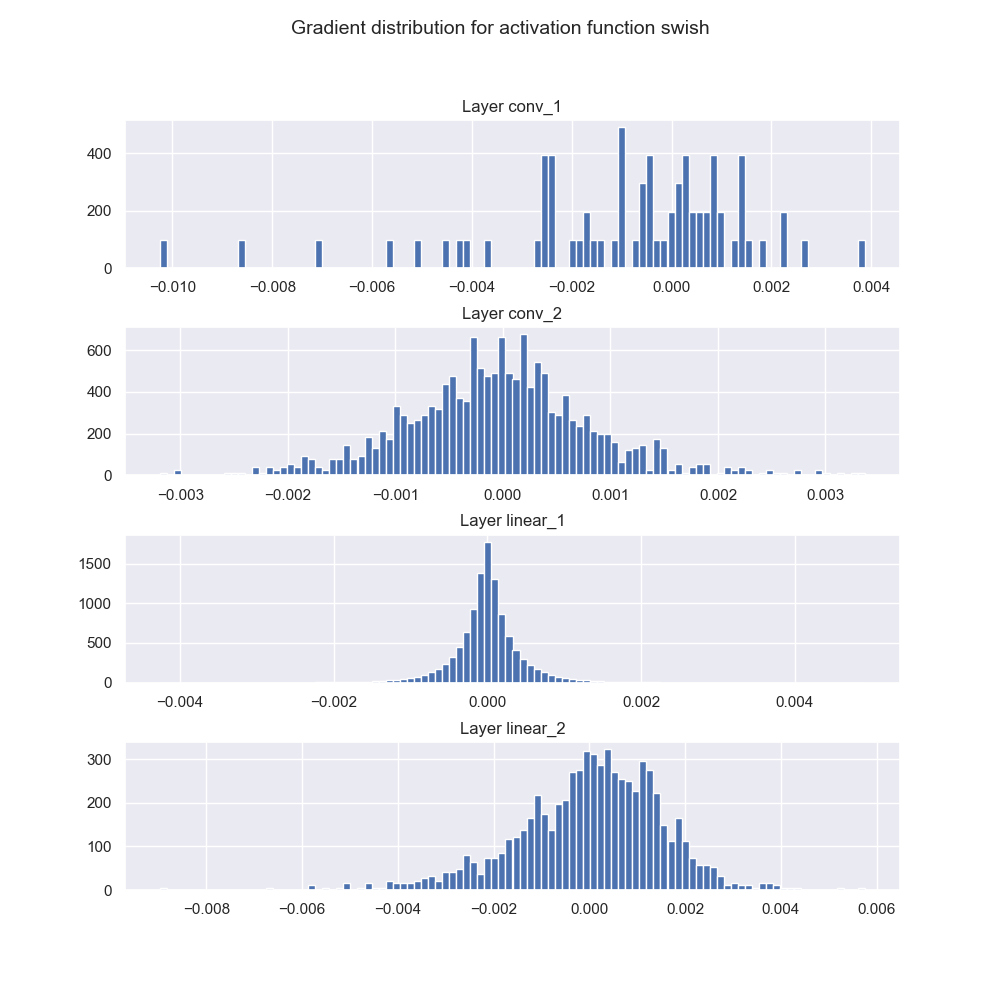 Gradient distribution for activation function swish
Layer conv_1
400
200
0
−0.010 −0.008 −0.006 −0.004 −0.002 0.000 0.002 0.004
Layer conv_2
600
400
200
0
−0.003 −0.002 −0.001 0.000 0.001 0.002 0.003
Layer linear_1
1500
1000
500
0
−0.004 −0.002 0.000 0.002 0.004
Layer linear_2
300
200
100
0
−0.008 −0.006 −0.004 −0.002 0.000 0.002 0.004 0.006